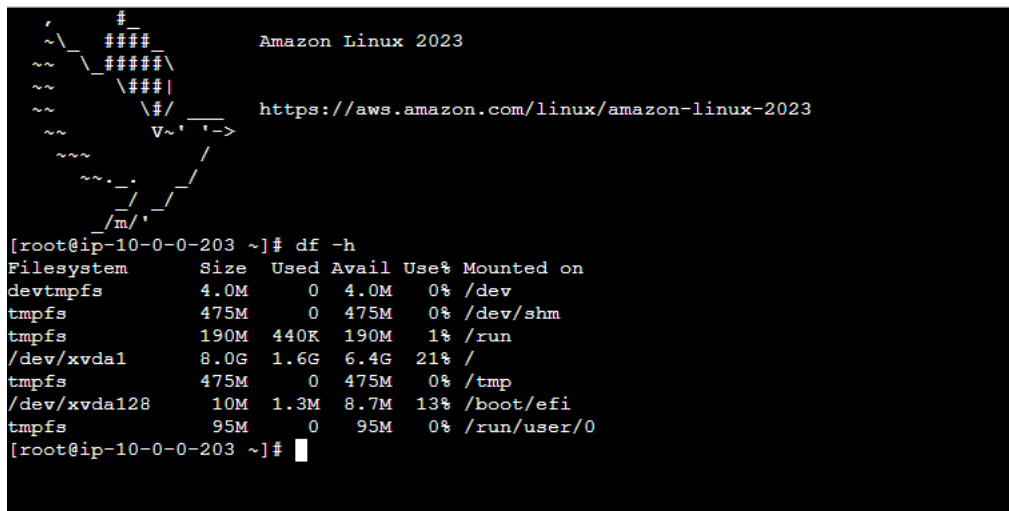 ,     #_
   ~\_  ####_        Amazon Linux 2023
  ~~  \_#####\
  ~~     \###|
  ~~       \#/ ___   https://aws.amazon.com/linux/amazon-linux-2023
   ~~       V~' '->
    ~~~         /
      ~~._.   _/
         _/ _/
       _/m/'
[root@ip-10-0-0-203 ~]# df -h
Filesystem      Size  Used Avail Use% Mounted on
devtmpfs        4.0M     0  4.0M   0% /dev
tmpfs           475M     0  475M   0% /dev/shm
tmpfs           190M  440K  190M   1% /run
/dev/xvda1      8.0G  1.6G  6.4G  21% /
tmpfs           475M     0  475M   0% /tmp
/dev/xvda128     10M  1.3M  8.7M  13% /boot/efi
tmpfs            95M     0   95M   0% /run/user/0
[root@ip-10-0-0-203 ~]#